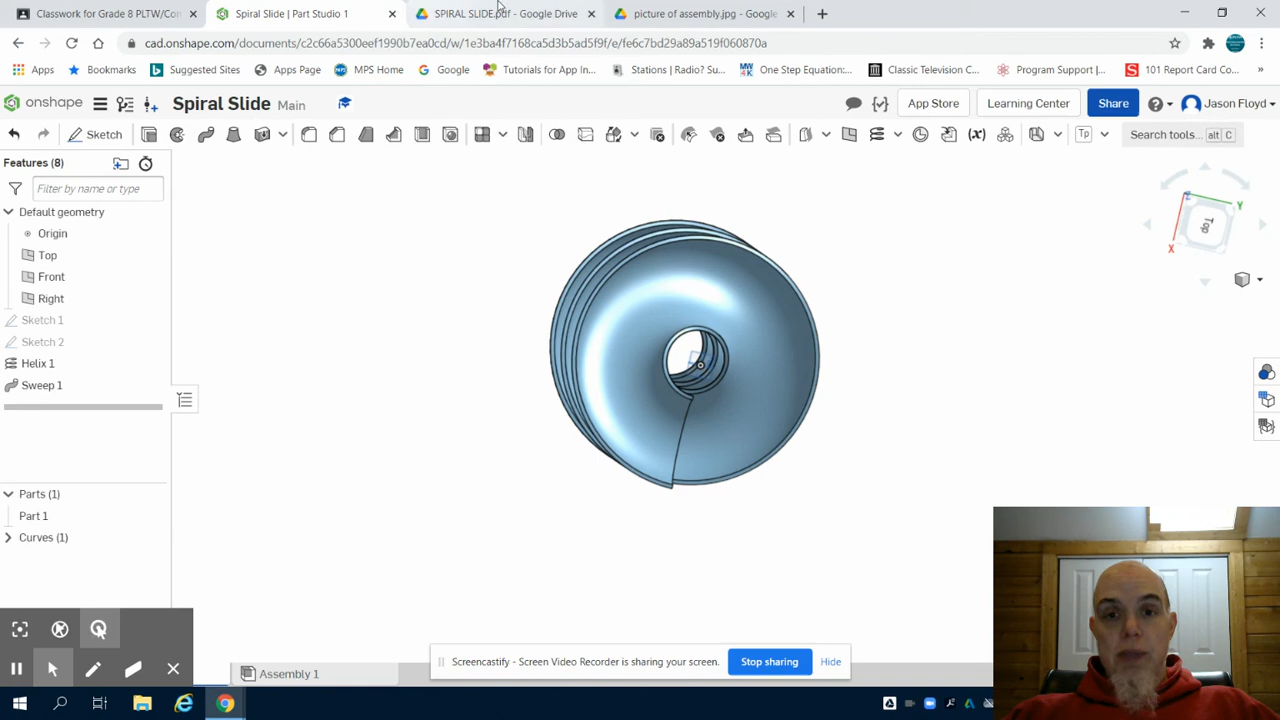 Classwork for Grade 8 PLTW/Con
Spiral Slide | Part Studio 1
SPIRAL SLIDE.pdf - Google Drive
picture of assembly.jpg - Google
cad.onshape.com/documents/c2c66a5300eef1990b7ea0cd/w/1e3ba4f7168ca5d3b5ad5f9f/e/fe6c7bd29a89a519f060870a
Apps
Bookmarks
Suggested Sites
Apps Page
MPS Home
Google
Tutorials for App In...
Stations | Radio? Su...
One Step Equation:...
Classic Television C...
Program Support |...
101 Report Card Co...
»
onshape
Spiral Slide Main
App Store
Learning Center
Share
Jason Floyd
Sketch
(x)
Tp
Search tools... alt C
Features (8)
Filter by name or type
Default geometry
Origin
Top
Front
Right
Sketch 1
Sketch 2
Helix 1
Sweep 1
Parts (1)
Part 1
Curves (1)
Z
Y
Top
X
Assembly 1
Screencastify - Screen Video Recorder is sharing your screen.
Stop sharing
Hide